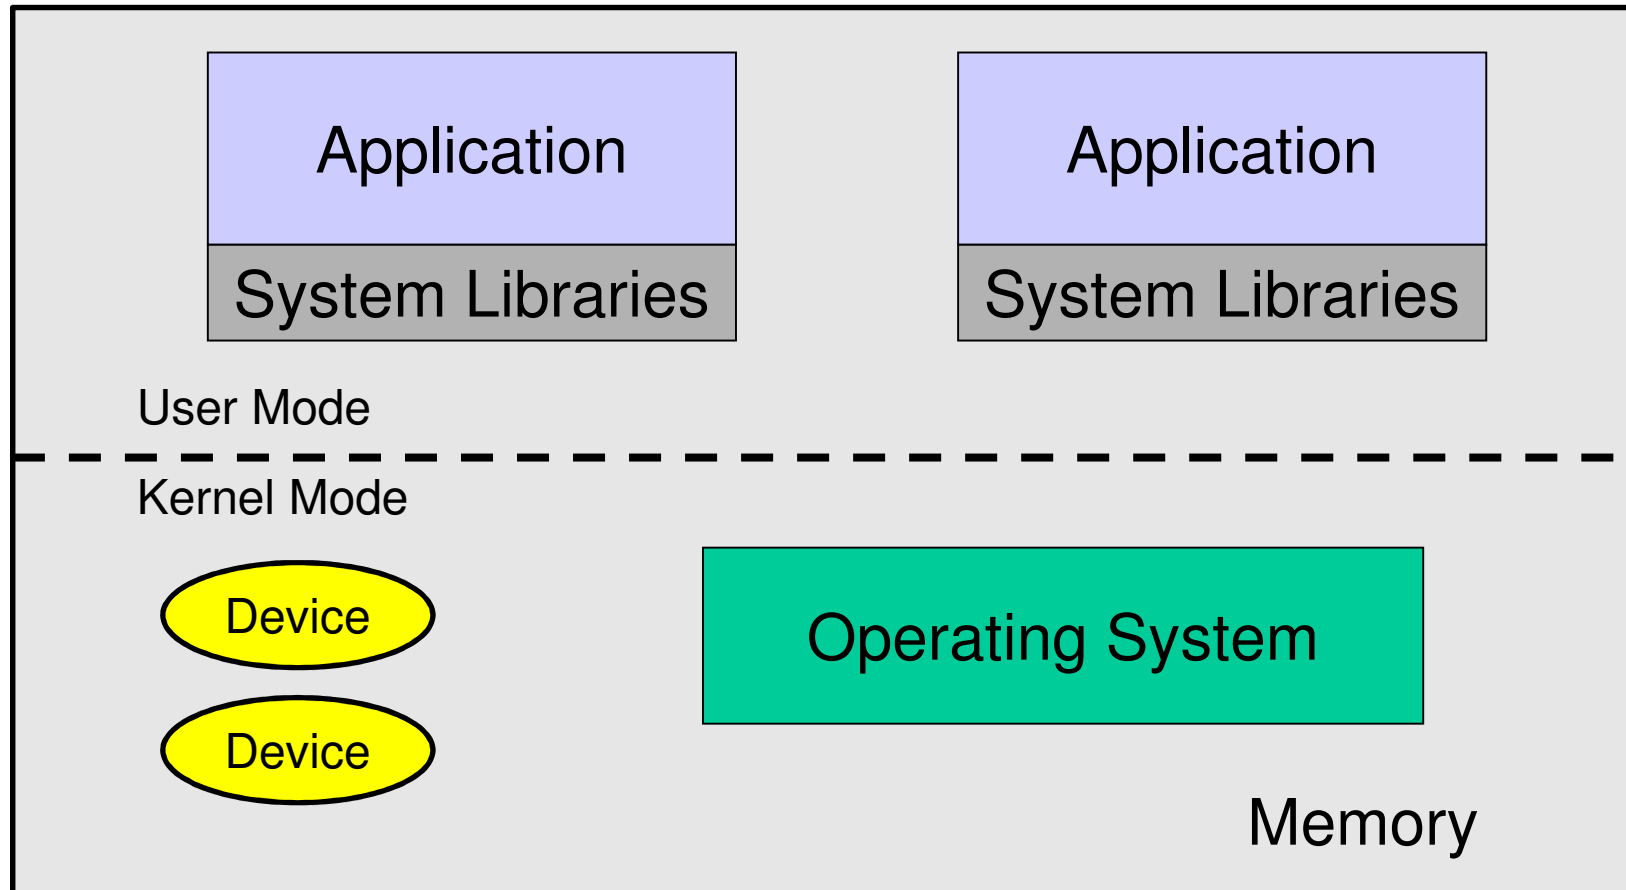 Application
Application
System Libraries
System Libraries
User Mode
Kernel Mode
Device
Operating System
Device
Memory